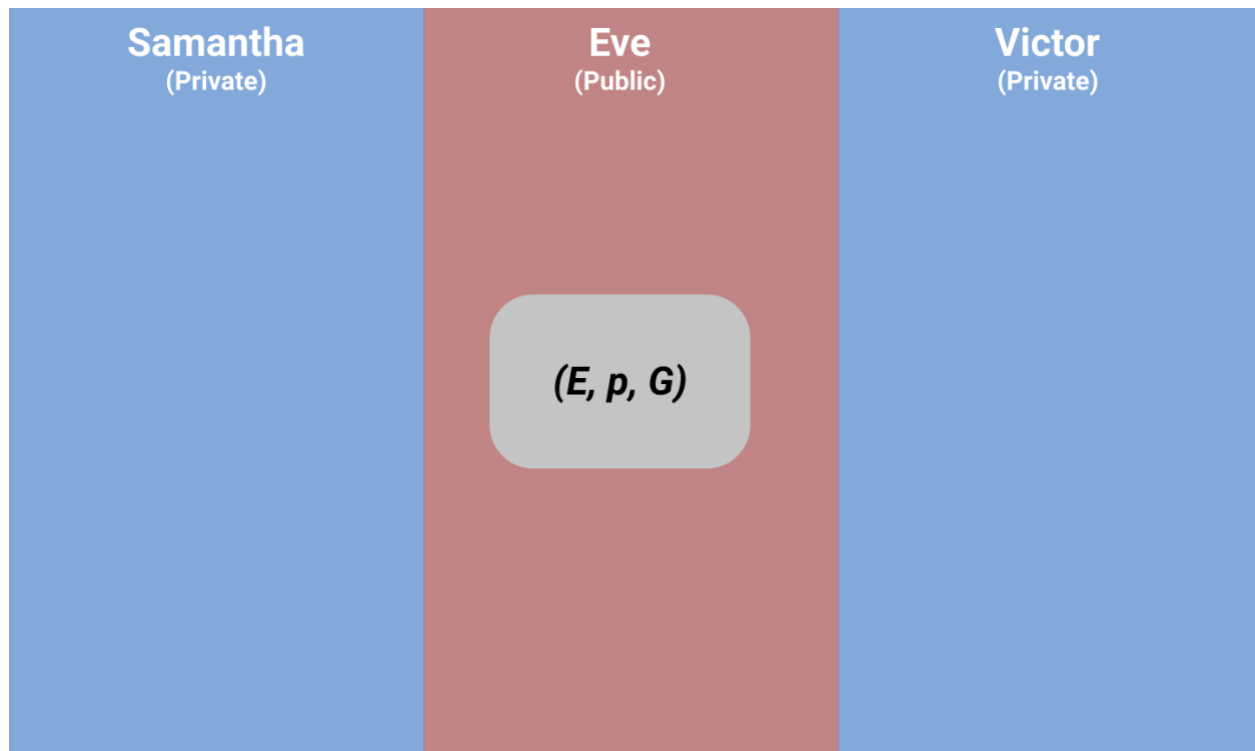 Samantha
(Private)
Eve
(Public)
Victor
(Private)
(E, p, G)